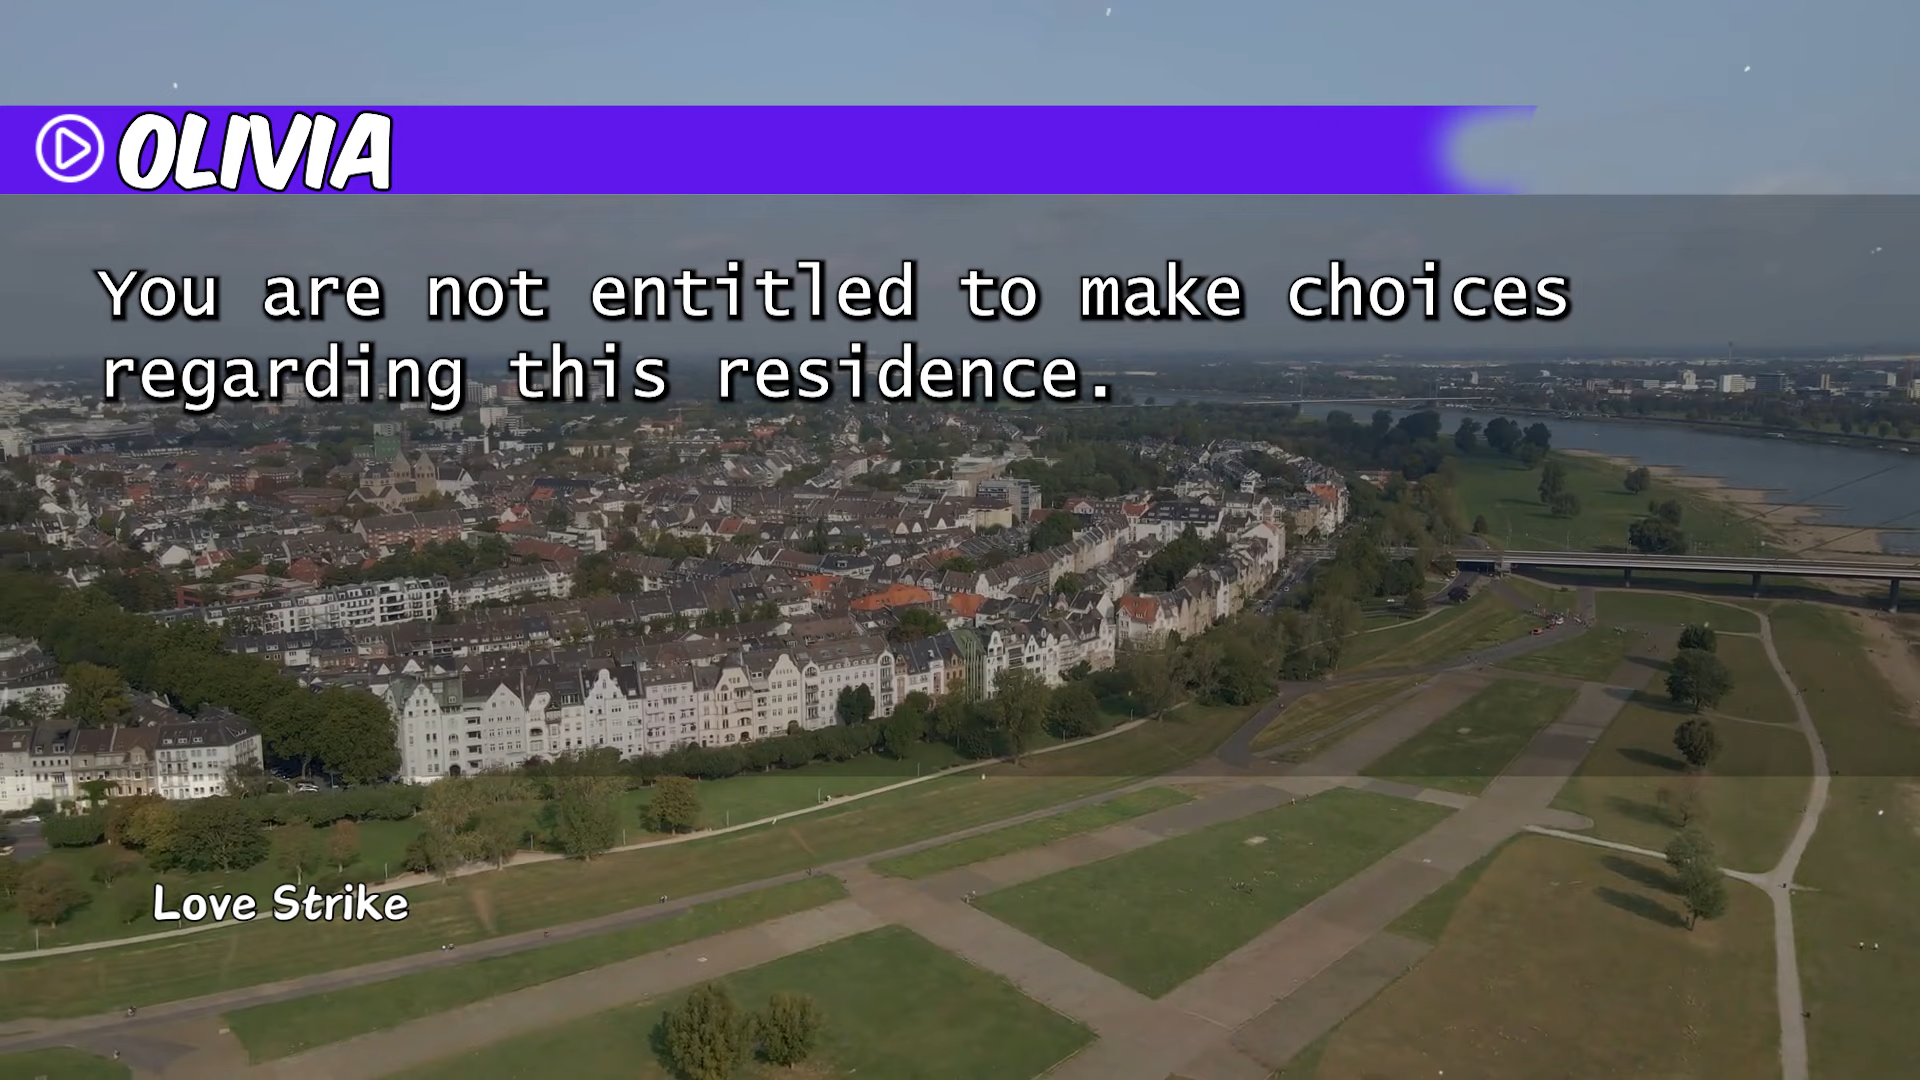 OLIVIA
You are not entitled to make choices
regarding this residence.
Love Strike